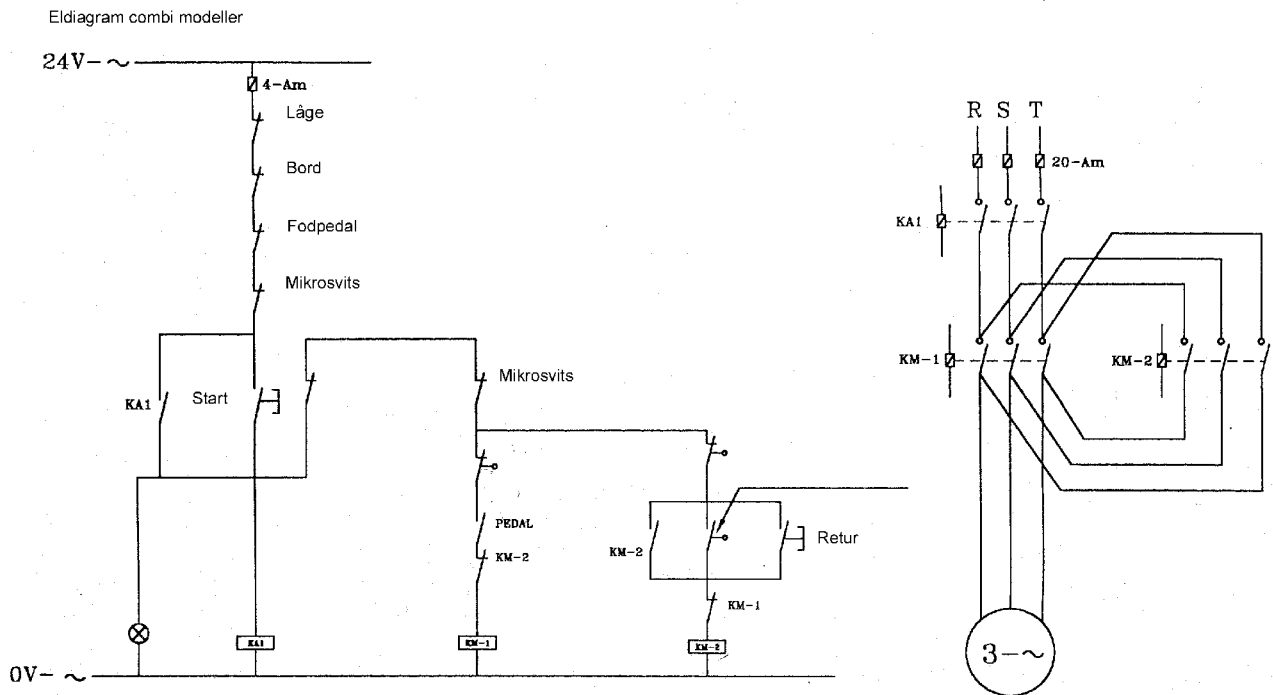 Eldiagram combi modeller
24V- ~
4-Am
Låge
Bord
Fodpedal
Mikrosvits
KA1
Start
Mikrosvits
PEDAL
KM-2
KM-2
Retur
KM-1
KA1
KM-1
KM-2
0V- ~
R S T
20-Am
KA1
KM-1
KM-2
3-~